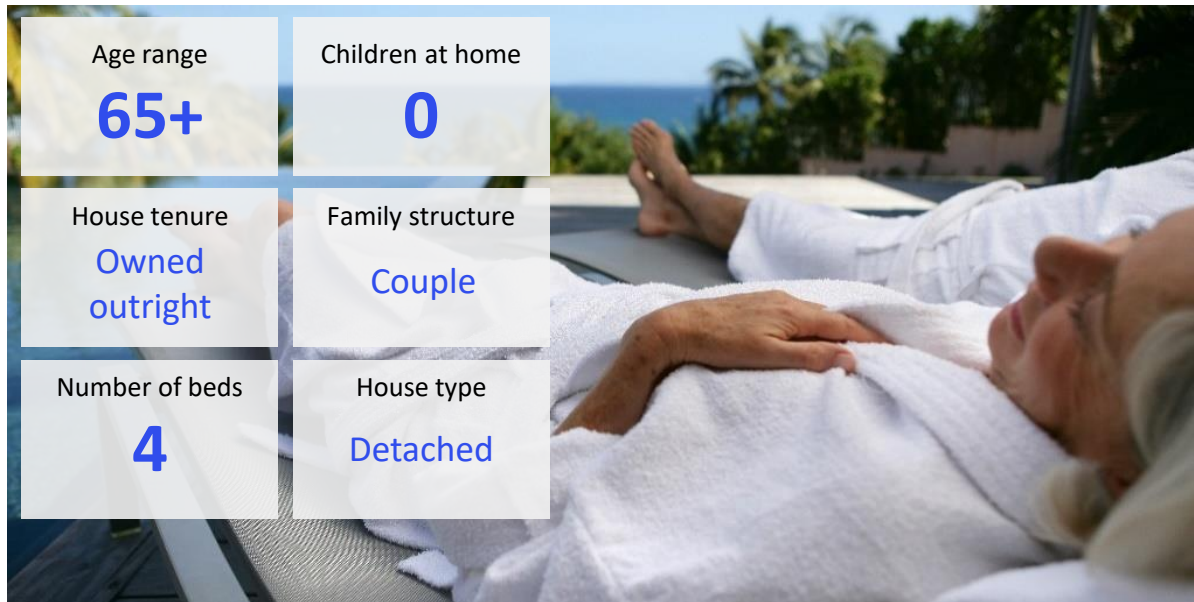 Age range
65+
Children at home
0
House tenure
Owned
outright
Family structure
Couple
Number of beds
4
House type
Detached